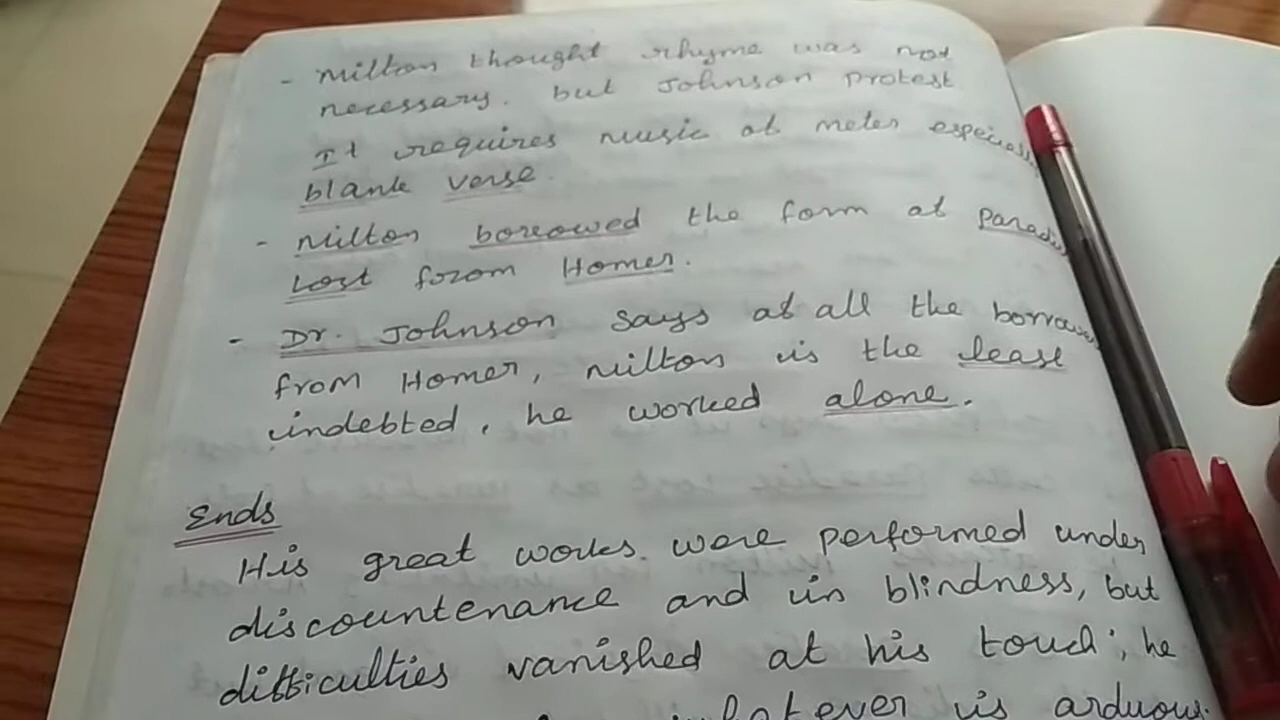 - Milton thought rhyme was not
necessary. but Johnson Protest
It requires music of meter especially
blank verse.
- Milton borrowed the form of Paradise
Lost from Homer.
- Dr. Johnson says of all the
from Homer, Milton is the least
indebted, he worked alone.
Ends
His great works were performed under
discountenance and in blindness, but
difficulties vanished at his touch; he
whatever is arduous.